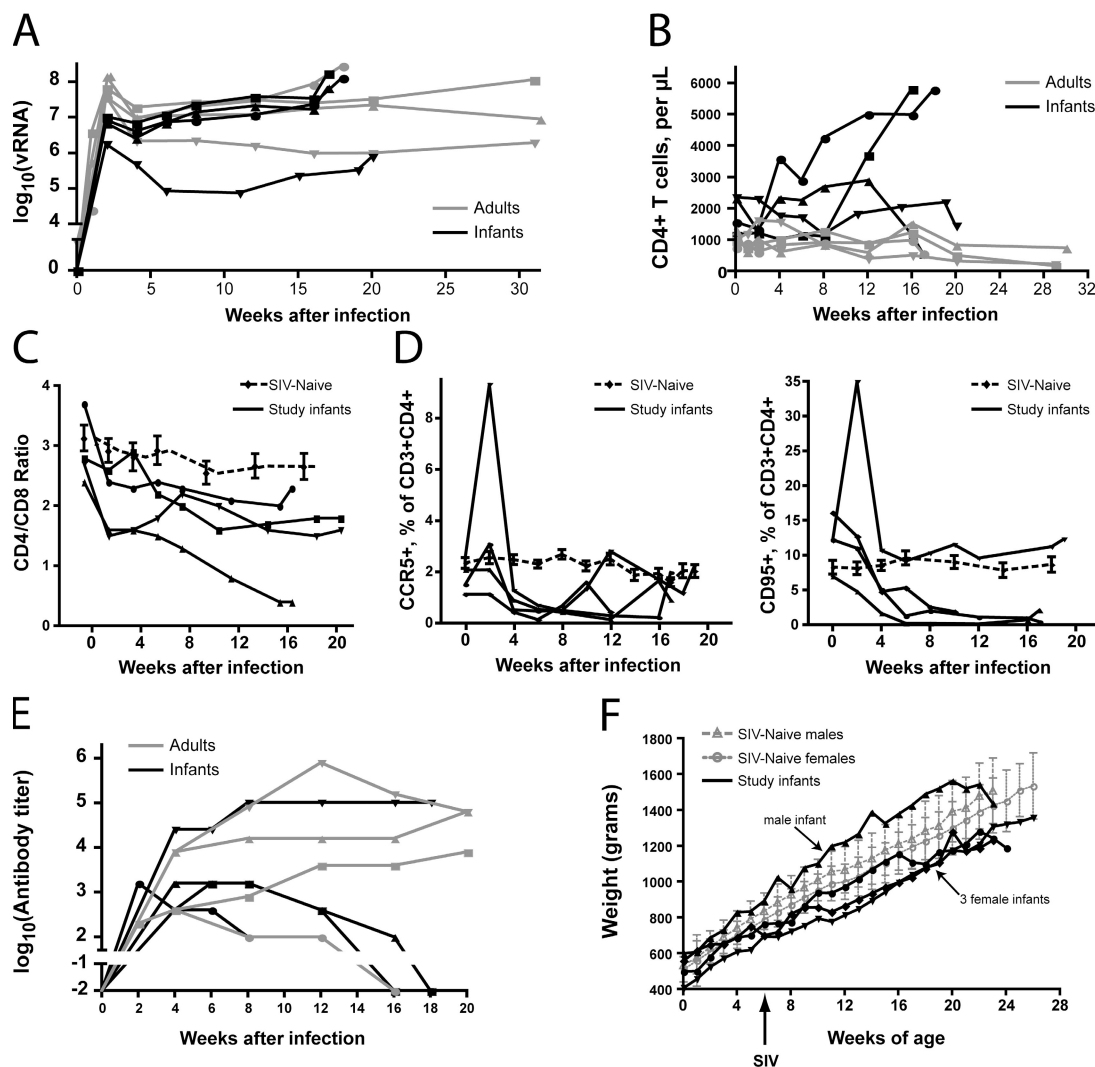 A
log10(vRNA)
8
7
6
5
4
0
Adults
Infants
0 5 10 15 20 25 30
Weeks after infection
B
CD4+ T cells, per µL
6000
5000
4000
3000
2000
1000
0
Adults
Infants
0 4 8 12 16 20 24 28 32
Weeks after infection
C
CD4/CD8 Ratio
4
3
2
1
0
SIV-Naive
Study infants
0 4 8 12 16 20
Weeks after infection
D
CCR5+, % of CD3+CD4+
8
6
4
2
0
SIV-Naive
Study infants
0 4 8 12 16 20
Weeks after infection
CD95+, % of CD3+CD4+
35
30
25
20
15
10
5
0
SIV-Naive
Study infants
0 4 8 12 16 20
Weeks after infection
E
log10(Antibody titer)
6
5
4
3
2
-1
-2
Adults
Infants
0 2 4 6 8 10 12 14 16 18 20
Weeks after infection
F
Weight (grams)
1800
1600
1400
1200
1000
800
600
400
SIV-Naive males
SIV-Naive females
Study infants
male infant
3 female infants
0 4 8 12 16 20 24 28
Weeks of age
SIV